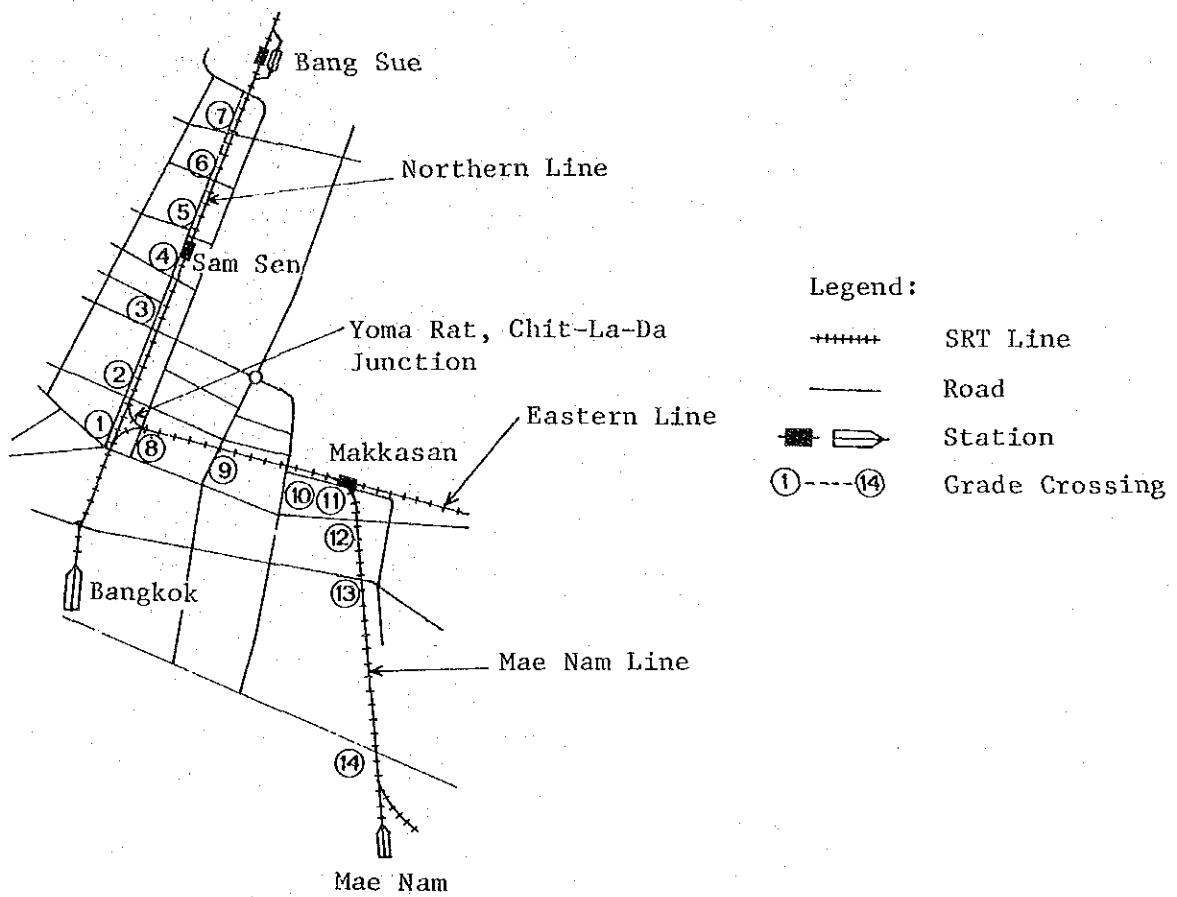 Bang Sue
⑦
⑥
Northern Line
⑤
④
Sam Sen
③
Yoma Rat, Chit-La-Da
Junction
②
①
⑧
Eastern Line
Makkasan
⑨
⑩ ⑪
⑫
Bangkok
⑬
Mae Nam Line
⑭
Mae Nam
Legend:
SRT Line
Road
Station
①----⑭ Grade Crossing